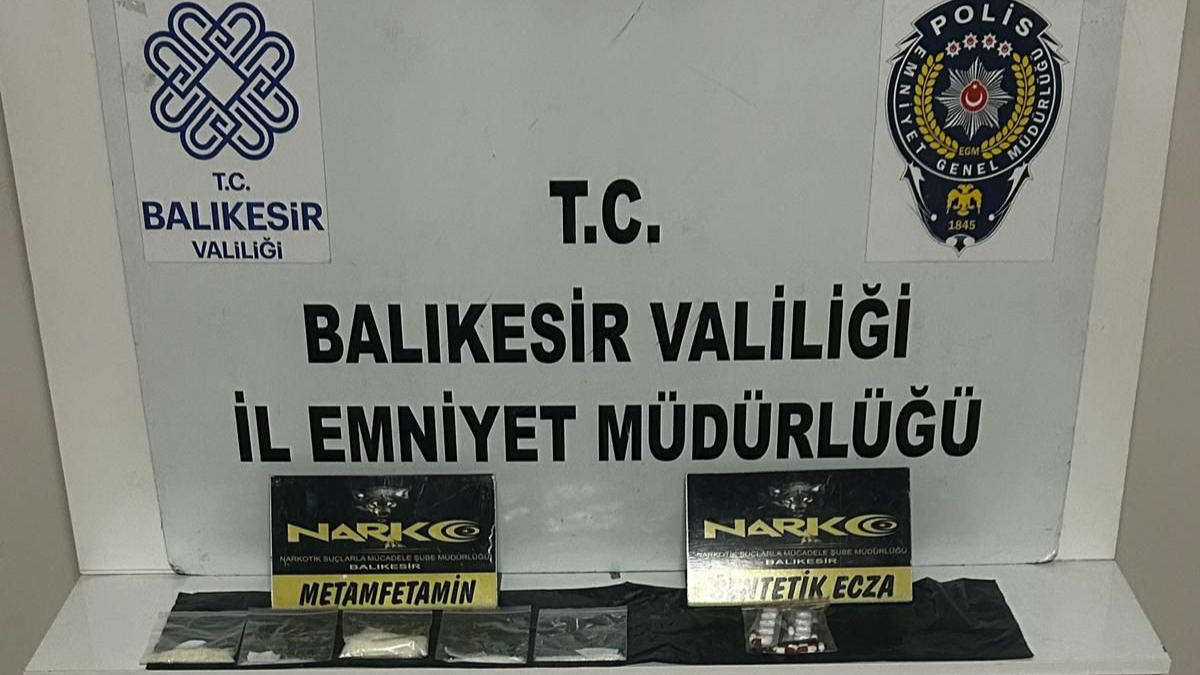 T.C.
BALIKESİR
VALİLİĞİ
POLİS
EMNİYET GENEL MÜDÜRLÜĞÜ
EGM
1845
T.C.
BALIKESİR VALİLİĞİ
İL EMNİYET MÜDÜRLÜĞÜ
NARKO
NARKOTİK SUÇLARLA MÜCADELE ŞUBE MÜDÜRLÜĞÜ
BALIKESİR
METAMFETAMİN
NARKO
NARKOTİK SUÇLARLA MÜCADELE ŞUBE MÜDÜRLÜĞÜ
BALIKESİR
SENTETİK ECZA